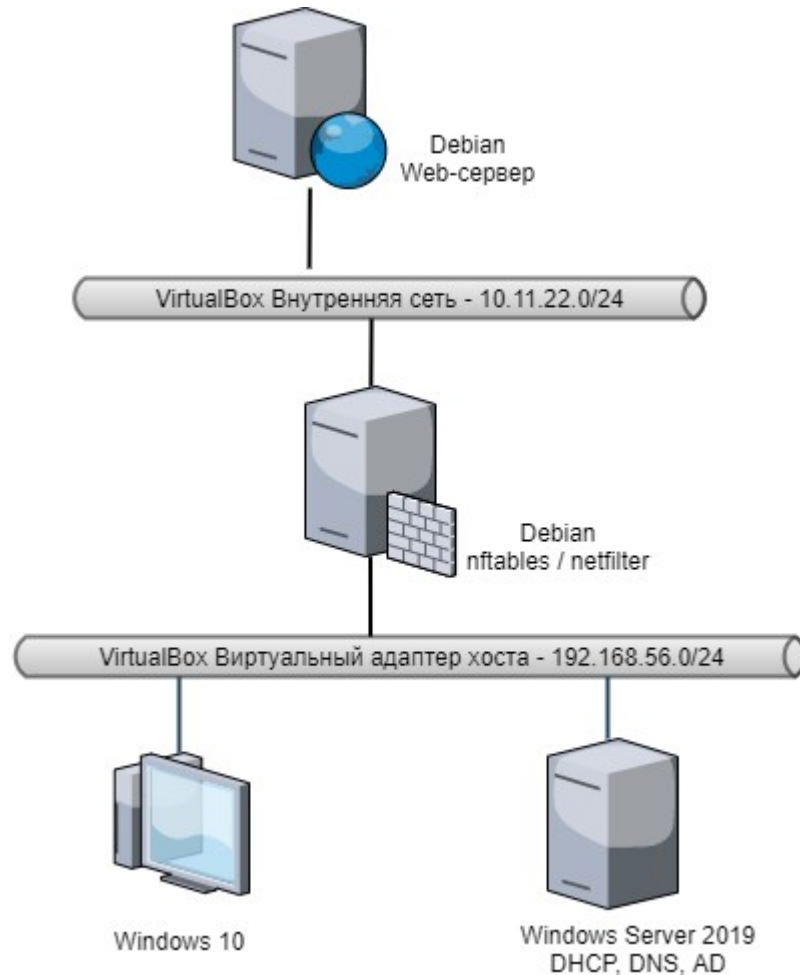 Debian
Web-сервер
VirtualBox Внутренняя сеть - 10.11.22.0/24
Debian
nftables / netfilter
VirtualBox Виртуальный адаптер хоста - 192.168.56.0/24
Windows 10
Windows Server 2019
DHCP, DNS, AD